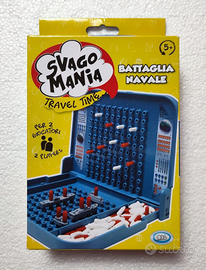 SVAGO
MANIA
TRAVEL TIME
5+
BATTAGLIA
NAVALE
PER 2
GIOCATORI
2 PLAYERS